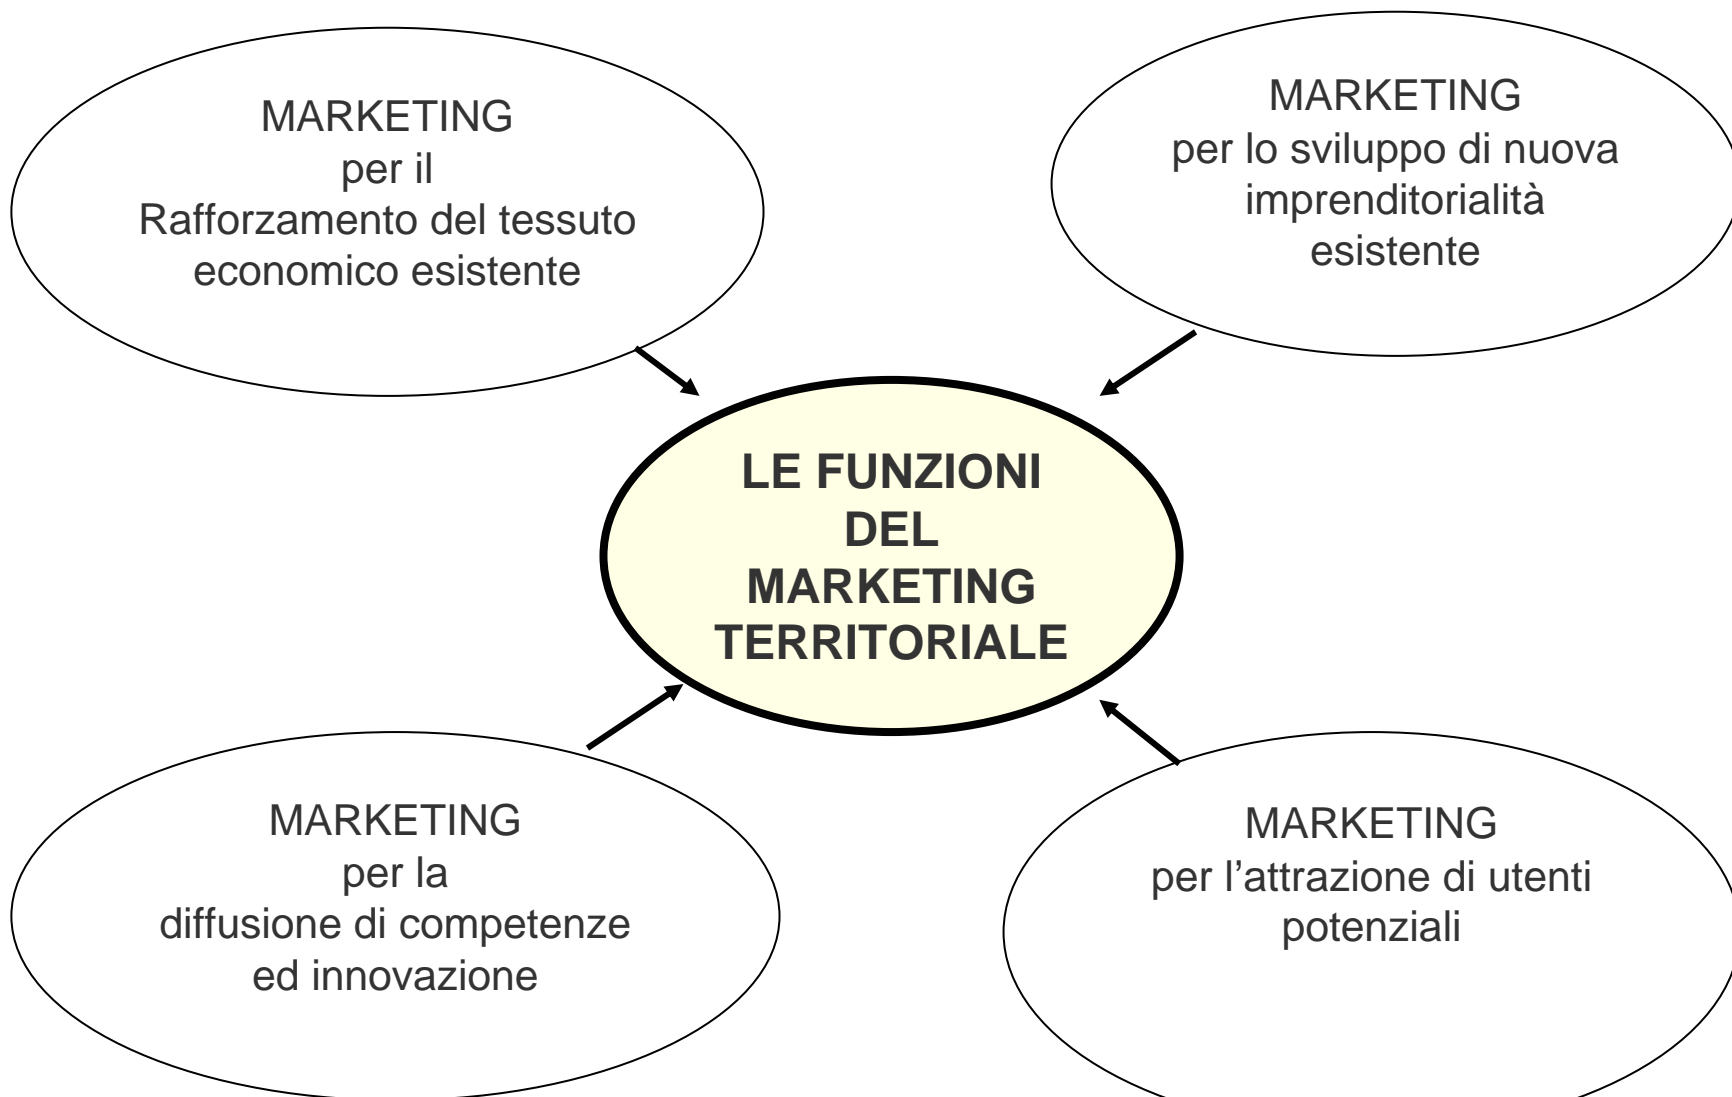 MARKETING
per il
Rafforzamento del tessuto
economico esistente
MARKETING
per lo sviluppo di nuova
imprenditorialità
esistente
LE FUNZIONI
DEL
MARKETING
TERRITORIALE
MARKETING
per la
diffusione di competenze
ed innovazione
MARKETING
per l’attrazione di utenti
potenziali